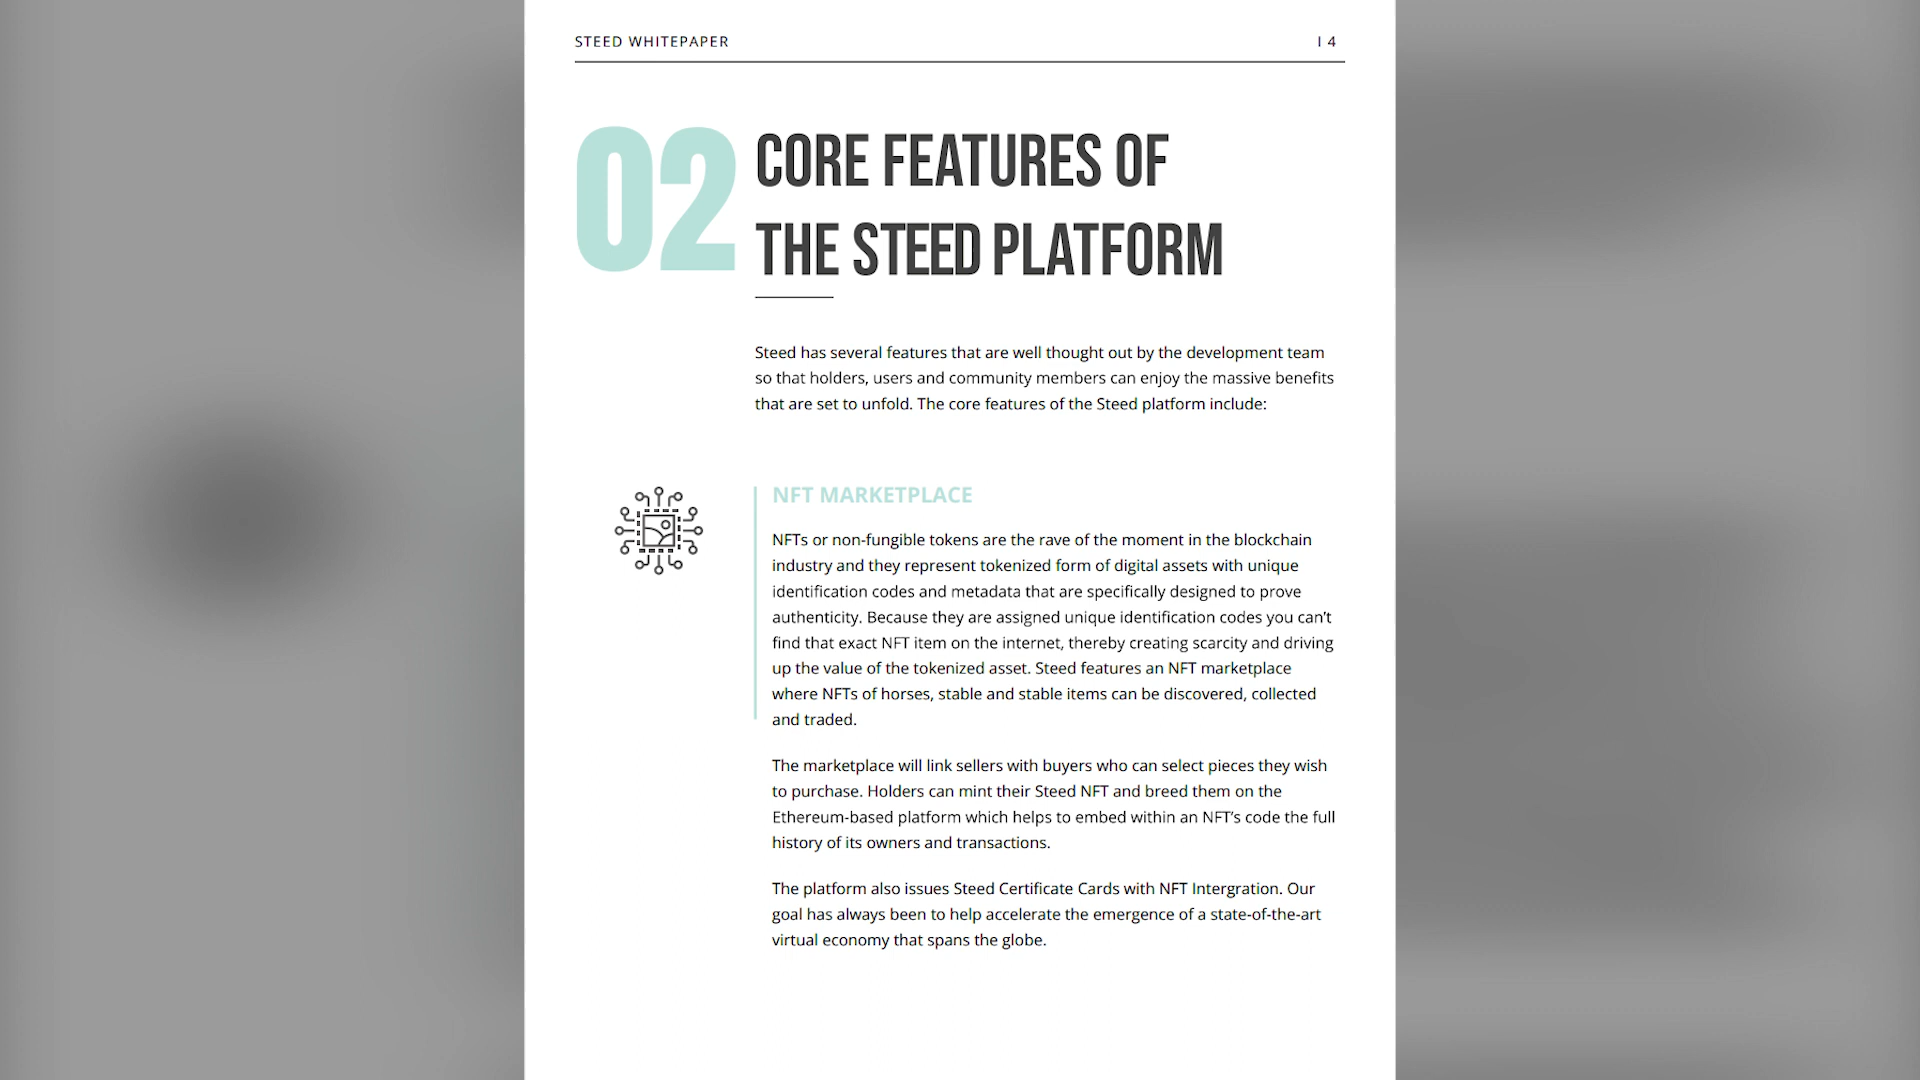 STEED WHITEPAPER
I 4
02
CORE FEATURES OF
THE STEED PLATFORM
Steed has several features that are well thought out by the development team
so that holders, users and community members can enjoy the massive benefits
that are set to unfold. The core features of the Steed platform include:
NFT MARKETPLACE
NFTs or non-fungible tokens are the rave of the moment in the blockchain
industry and they represent tokenized form of digital assets with unique
identification codes and metadata that are specifically designed to prove
authenticity. Because they are assigned unique identification codes you can't
find that exact NFT item on the internet, thereby creating scarcity and driving
up the value of the tokenized asset. Steed features an NFT marketplace
where NFTs of horses, stable and stable items can be discovered, collected
and traded.
The marketplace will link sellers with buyers who can select pieces they wish
to purchase. Holders can mint their Steed NFT and breed them on the
Ethereum-based platform which helps to embed within an NFT's code the full
history of its owners and transactions.
The platform also issues Steed Certificate Cards with NFT Intergration. Our
goal has always been to help accelerate the emergence of a state-of-the-art
virtual economy that spans the globe.